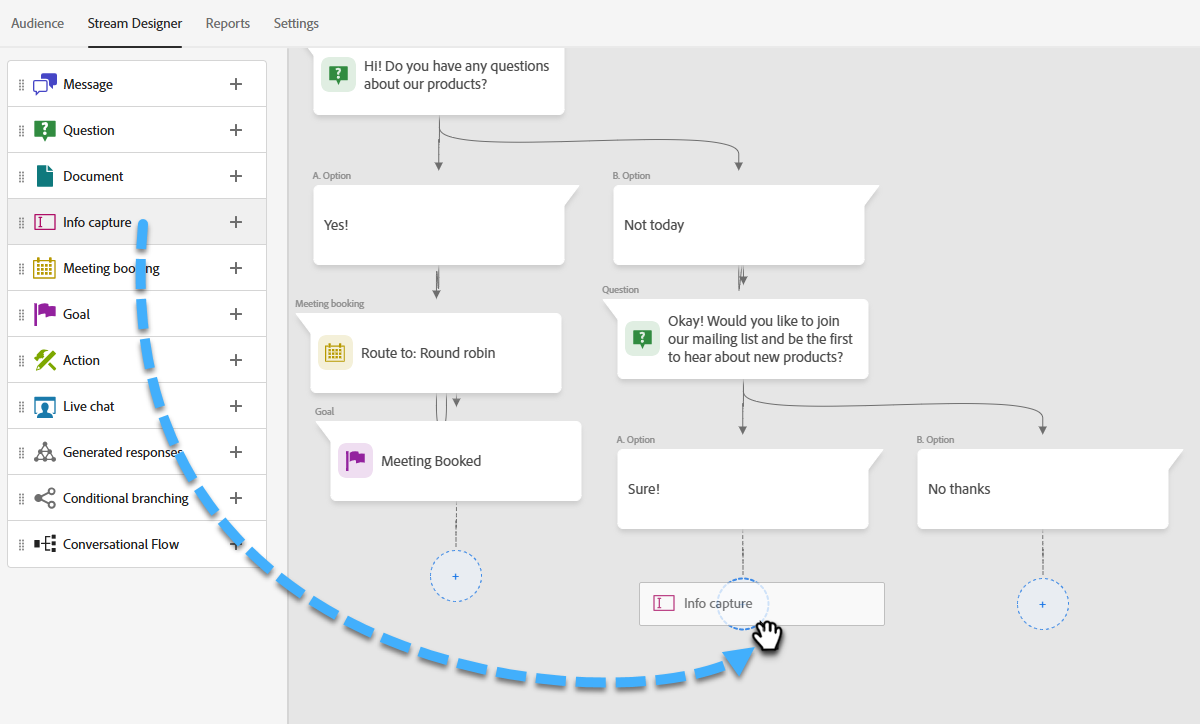 Audience
Stream Designer
Reports
Settings
Message
Question
Document
Info capture
Meeting booking
Goal
Action
Live chat
Generated responses
Conditional branching
Conversational Flow
Hi! Do you have any questions
about our products?
A. Option
Yes!
B. Option
Not today
Meeting booking
Route to: Round robin
Goal
Meeting Booked
Question
Okay! Would you like to join
our mailing list and be the first
to hear about new products?
A. Option
Sure!
B. Option
No thanks
Info capture